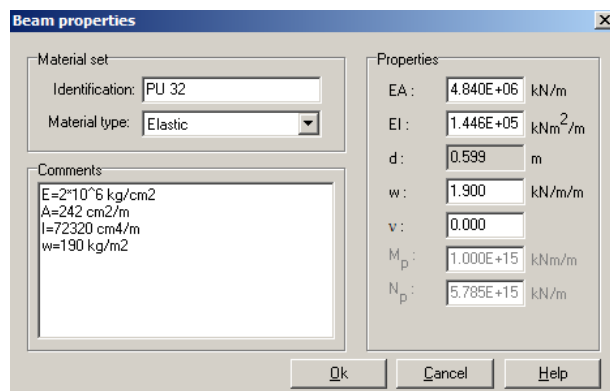 Beam properties
Material set
Identification: PU 32
Material type: Elastic
Comments
E=2*10^6 kg/cm2
A=242 cm2/m
I=72320 cm4/m
w=190 kg/m2
Properties
EA : 4.840E+06 kN/m
EI : 1.446E+05 kNm²/m
d : 0.599 m
w : 1.900 kN/m/m
ν : 0.000
Mp : 1.000E+15 kNm/m
Np : 5.785E+15 kN/m
Ok Cancel Help